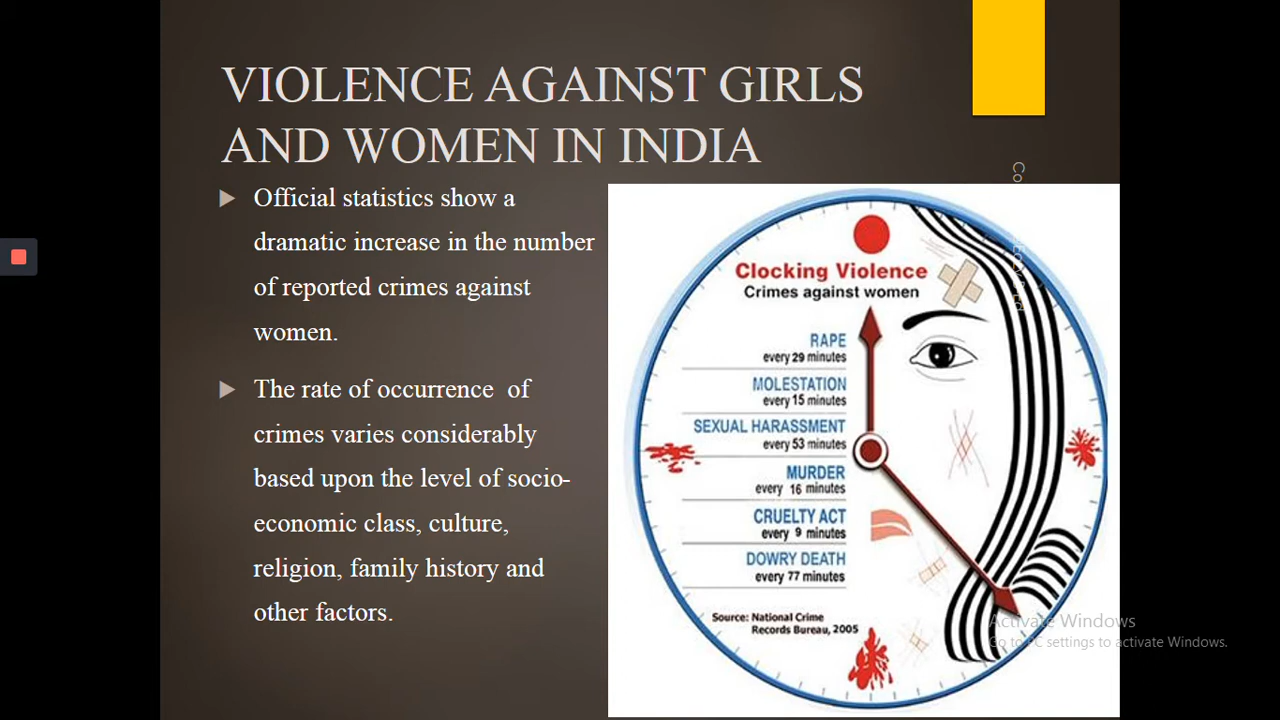 VIOLENCE AGAINST GIRLS
AND WOMEN IN INDIA
Official statistics show a
dramatic increase in the number
of reported crimes against
women.
The rate of occurrence of
crimes varies considerably
based upon the level of socio-
economic class, culture,
religion, family history and
other factors.
Clocking Violence
Crimes against women
RAPE
every 29 minutes
MOLESTATION
every 15 minutes
SEXUAL HARASSMENT
every 53 minutes
MURDER
every 16 minutes
CRUELTY ACT
every 9 minutes
DOWRY DEATH
every 77 minutes
Source: National Crime
Records Bureau, 2005
Activate Windows
Go to PC settings to activate Windows.